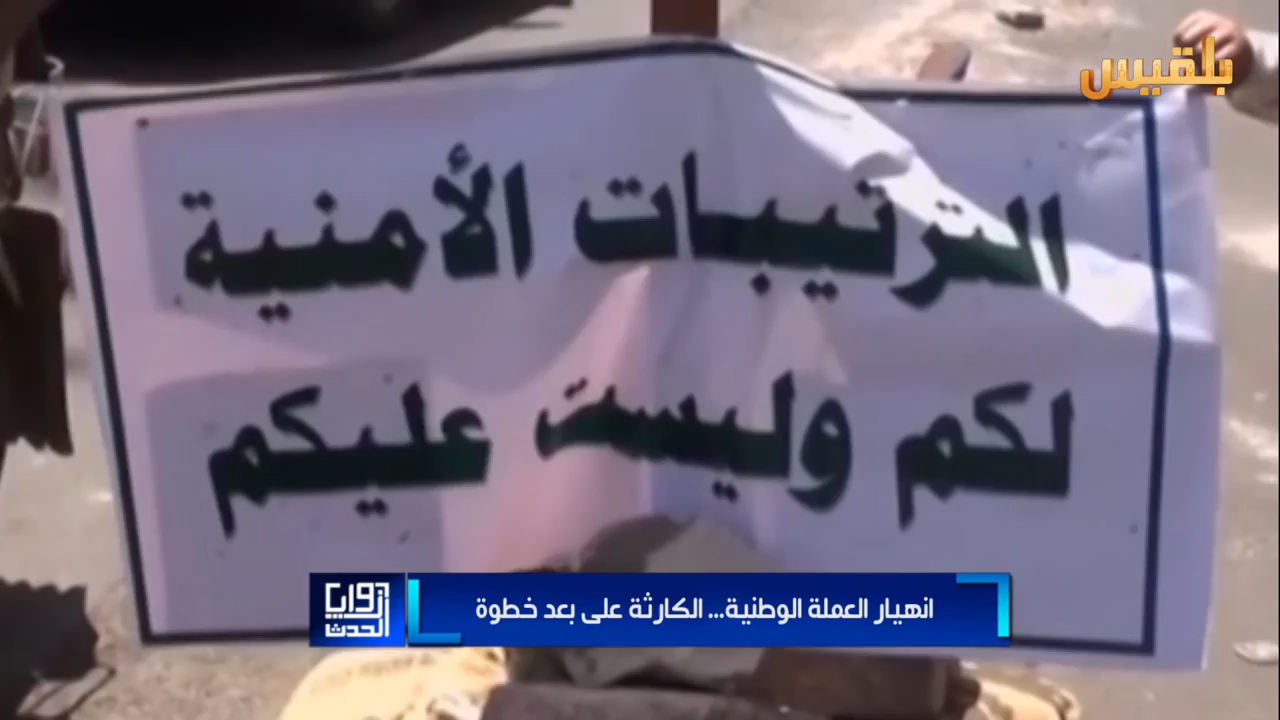 بلقيس
الترتيبات الأمنية
لكم وليست عليكم
انهيار العملة الوطنية... الكارثة على بعد خطوة
زوايا
الحدث